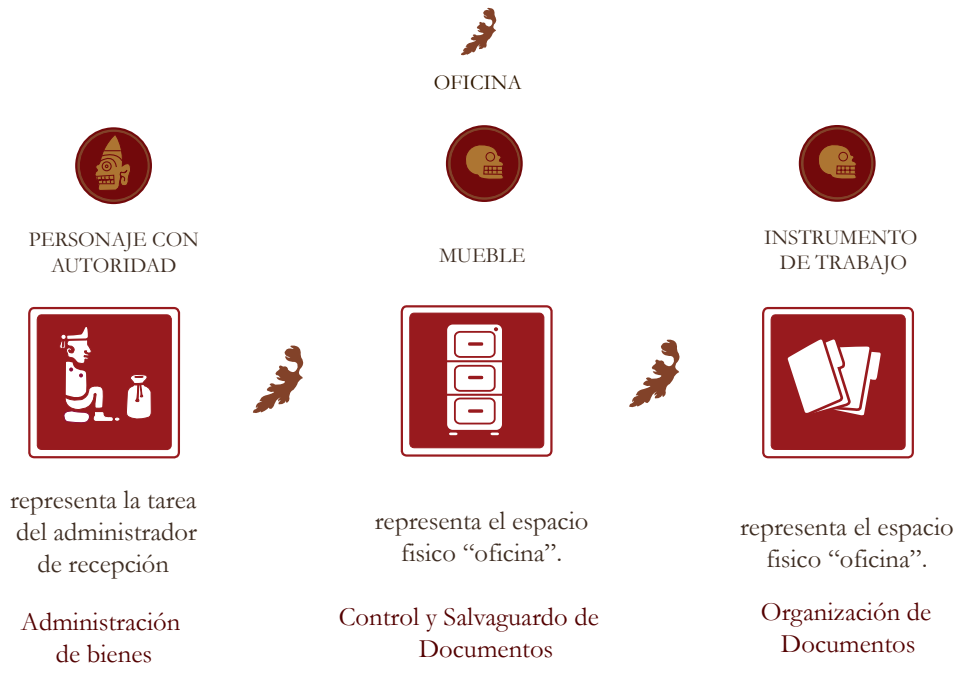 OFICINA
PERSONAJE CON
AUTORIDAD
representa la tarea
del administrador
de recepción
Administración
de bienes
MUEBLE
representa el espacio
fisico “oficina”.
Control y Salvaguardo de
Documentos
INSTRUMENTO
DE TRABAJO
representa el espacio
fisico “oficina”.
Organización de
Documentos